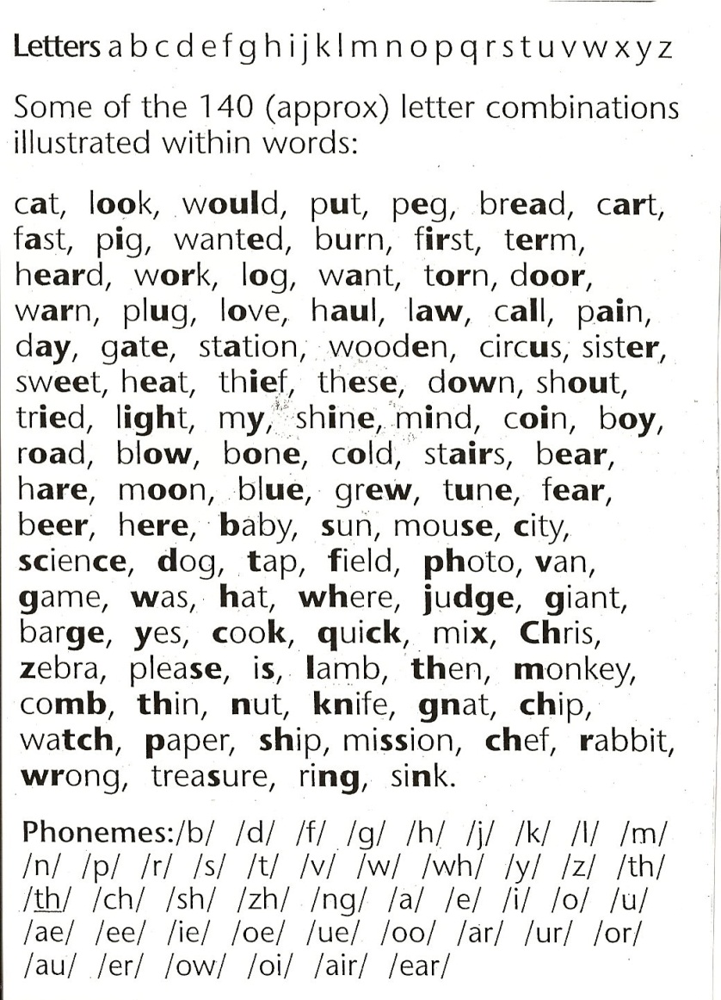 Letters a b c d e f g h i j k l m n o p q r s t u v w x y z
Some of the 140 (approx) letter combinations
illustrated within words:
cat, look, would, put, peg, bread, cart,
fast, pig, wanted, burn, first, term,
heard, work, log, want, torn, door,
warn, plug, love, haul, law, call, pain,
day, gate, station, wooden, circus, sister,
sweet, heat, thief, these, down, shout,
tried, light, my, shine, mind, coin, boy,
road, blow, bone, cold, stairs, bear,
hare, moon, blue, grew, tune, fear,
beer, here, baby, sun, mouse, city,
science, dog, tap, field, photo, van,
game, was, hat, where, judge, giant,
barge, yes, cook, quick, mix, Chris,
zebra, please, is, lamb, then, monkey,
comb, thin, nut, knife, gnat, chip,
watch, paper, ship, mission, chef, rabbit,
wrong, treasure, ring, sink.
Phonemes:/b/ /d/ /f/ /g/ /h/ /j/ /k/ /l/ /m/
/n/ /p/ /r/ /s/ /t/ /v/ /w/ /wh/ /y/ /z/ /th/
/th/ /ch/ /sh/ /zh/ /ng/ /a/ /e/ /i/ /o/ /u/
/ae/ /ee/ /ie/ /oe/ /ue/ /oo/ /ar/ /ur/ /or/
/au/ /er/ /ow/ /oi/ /air/ /ear/